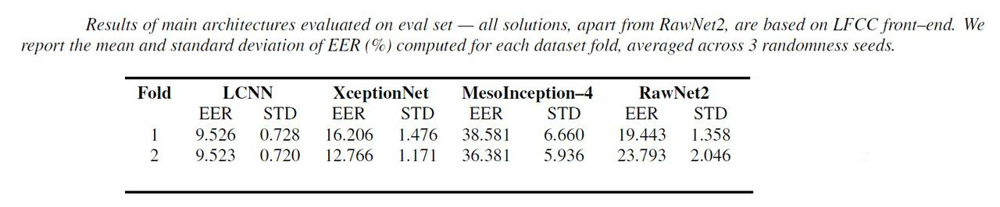 Results of main architectures evaluated on eval set — all solutions, apart from RawNet2, are based on LFCC front–end. We
report the mean and standard deviation of EER (%) computed for each dataset fold, averaged across 3 randomness seeds.
Fold LCNN XceptionNet MesoInception–4 RawNet2
EER STD EER STD EER STD EER STD
1 9.526 0.728 16.206 1.476 38.581 6.660 19.443 1.358
2 9.523 0.720 12.766 1.171 36.381 5.936 23.793 2.046